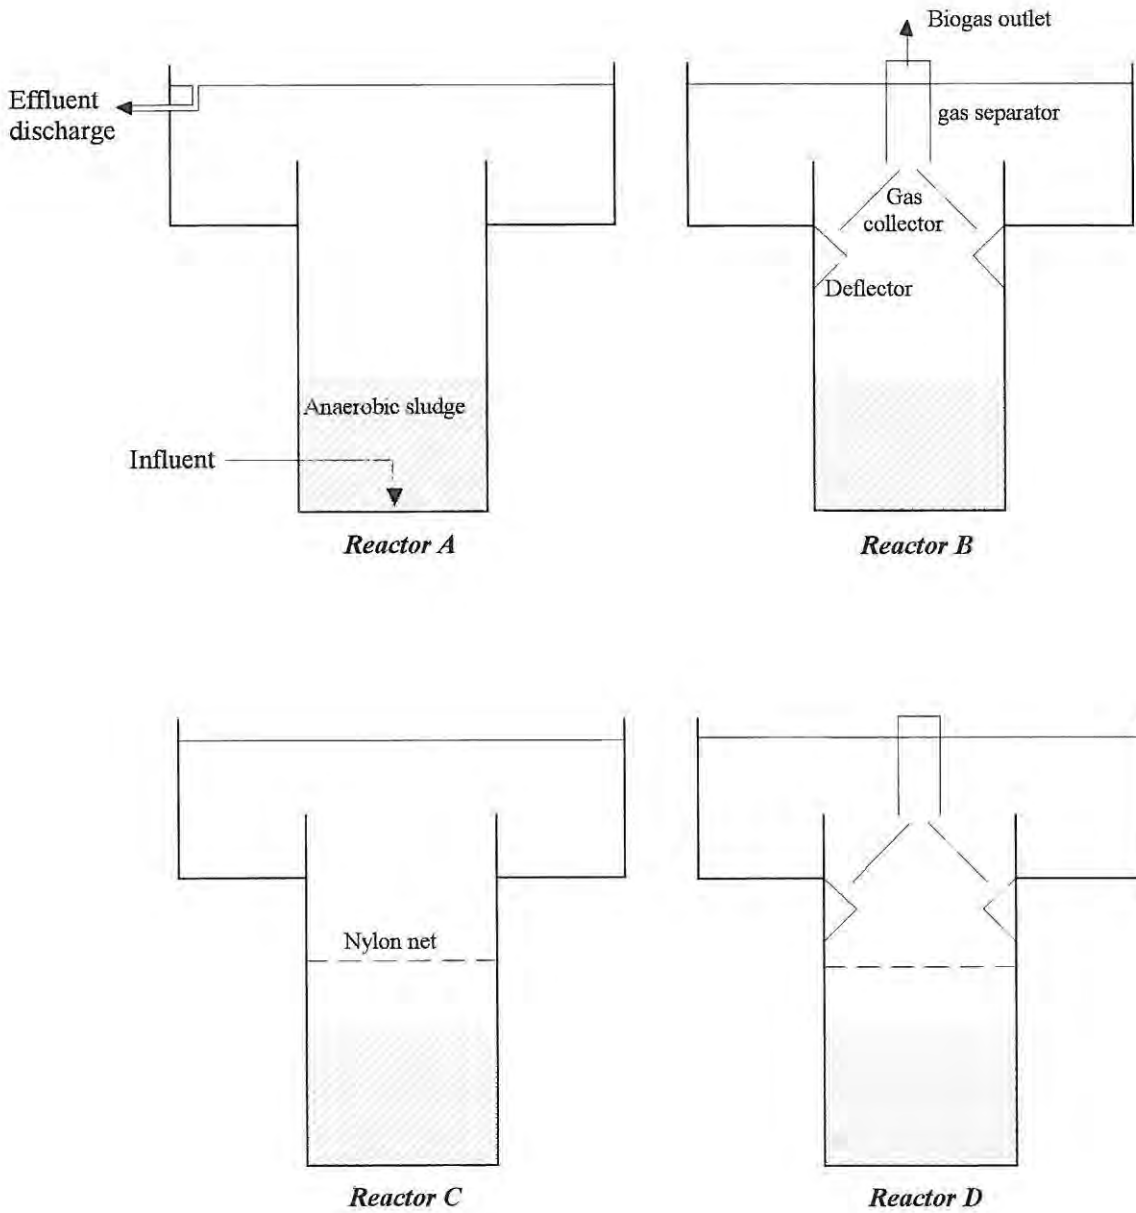 Biogas outlet
Effluent
discharge
gas separator
Gas
collector
Deflector
Anaerobic sludge
Influent
Reactor A
Reactor B
Nylon net
Reactor C
Reactor D